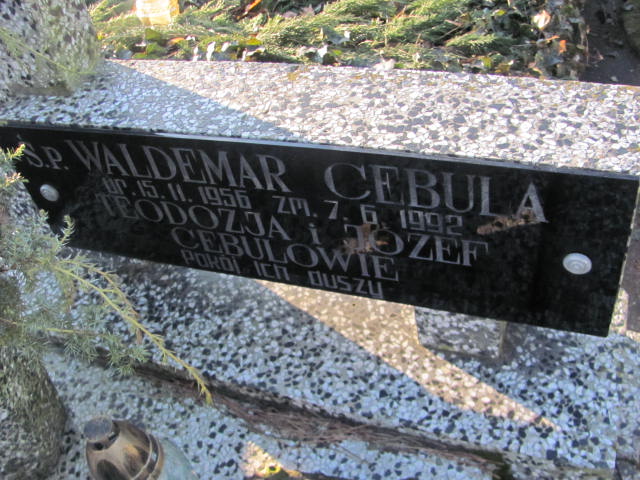 Ś.P. WALDEMAR CEBULA
ur. 15.11.1956 zm. 7.6.1992
TEODOZJA i JÓZEF
CEBULOWIE
POKÓJ ICH DUSZY